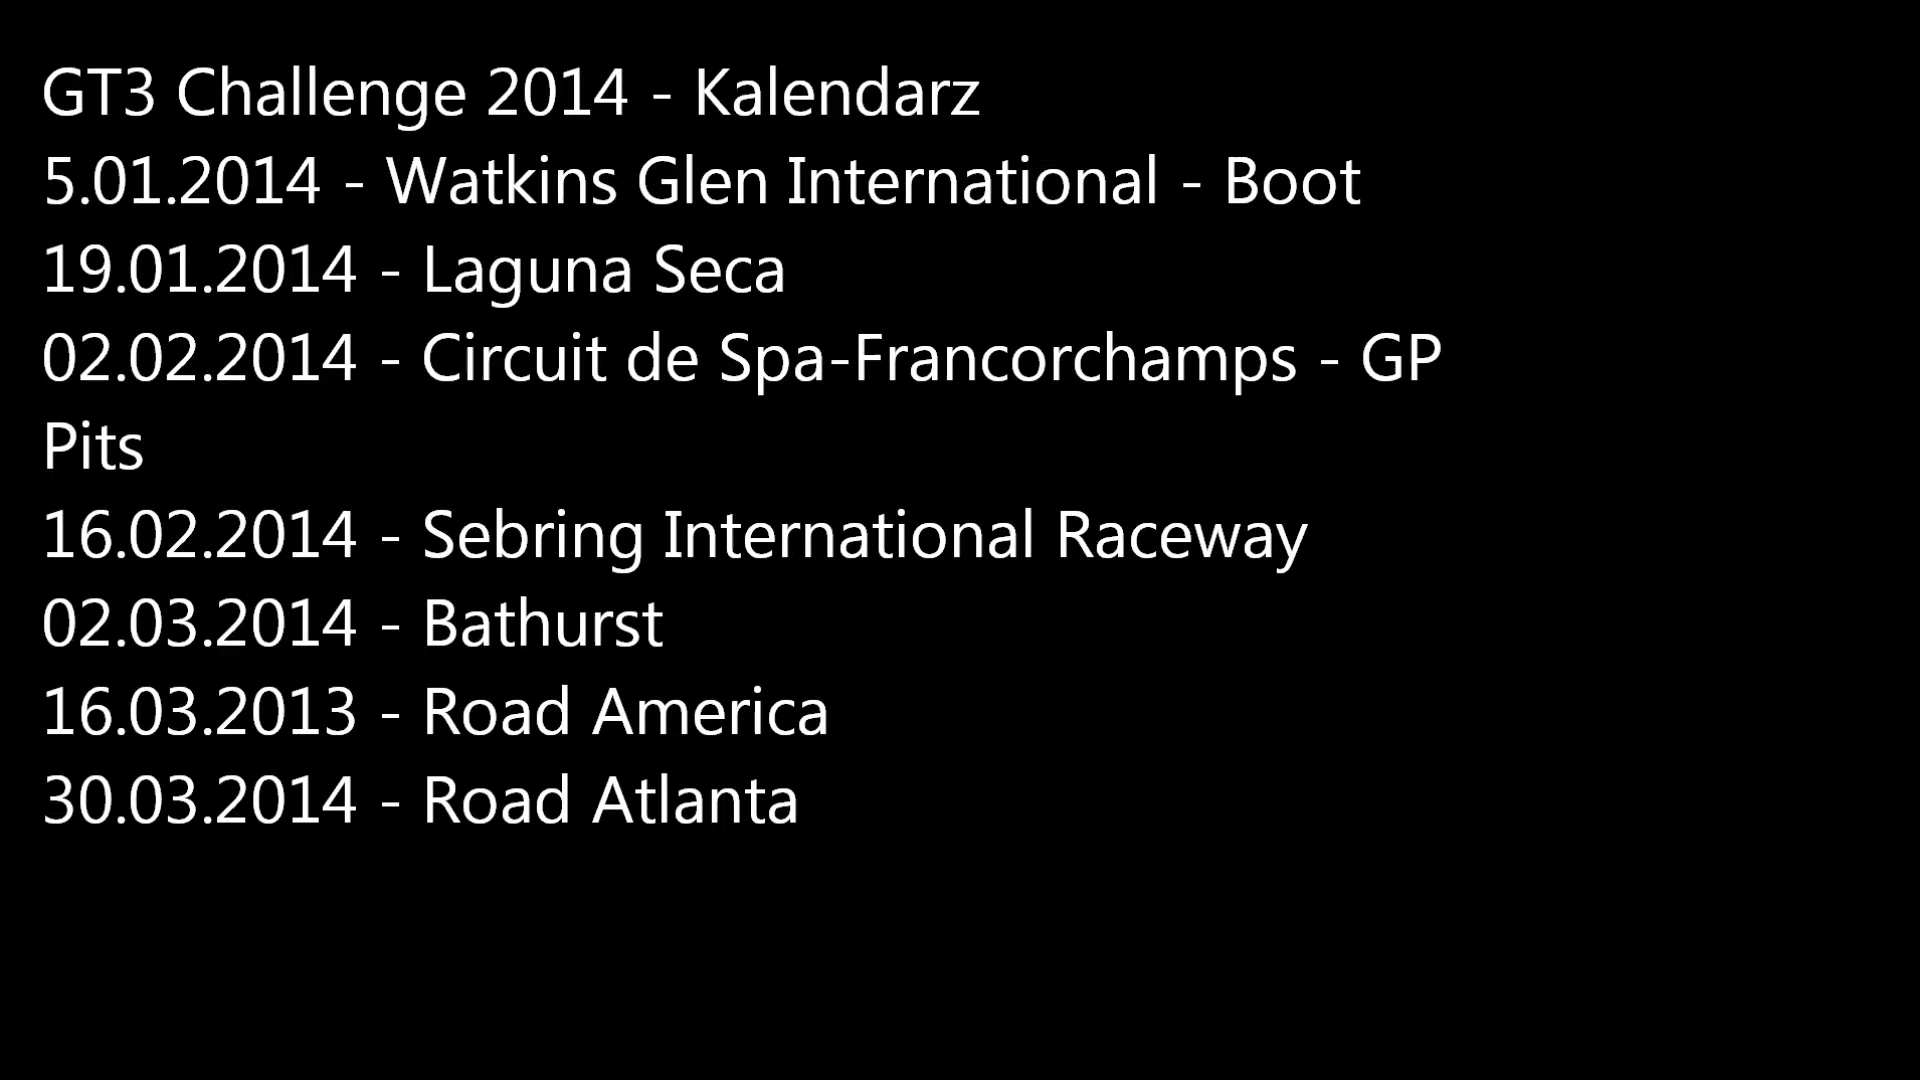 GT3 Challenge 2014 - Kalendarz
5.01.2014 - Watkins Glen International - Boot
19.01.2014 - Laguna Seca
02.02.2014 - Circuit de Spa-Francorchamps - GP
Pits
16.02.2014 - Sebring International Raceway
02.03.2014 - Bathurst
16.03.2013 - Road America
30.03.2014 - Road Atlanta